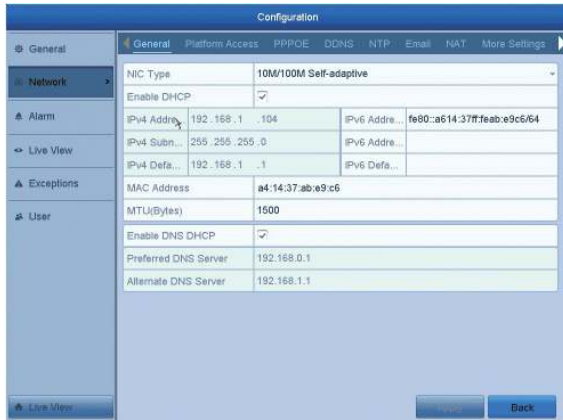 Configuration
General
Network >
Alarm
Live View
Exceptions
User
Live View
General Platform Access PPPOE DDNS NTP Email NAT More Settings
NIC Type 10M/100M Self-adaptive
Enable DHCP
IPv4 Addre... 192.168.1 .104 IPv6 Addre... fe80::a614:37ff:feab:e9c6/64
IPv4 Subn... 255.255.255.0 IPv6 Addre...
IPv4 Defa... 192.168.1 .1 IPv6 Defa...
MAC Address a4:14:37:ab:e9:c6
MTU(Bytes) 1500
Enable DNS DHCP
Preferred DNS Server 192.168.0.1
Alternate DNS Server 192.168.1.1
Back